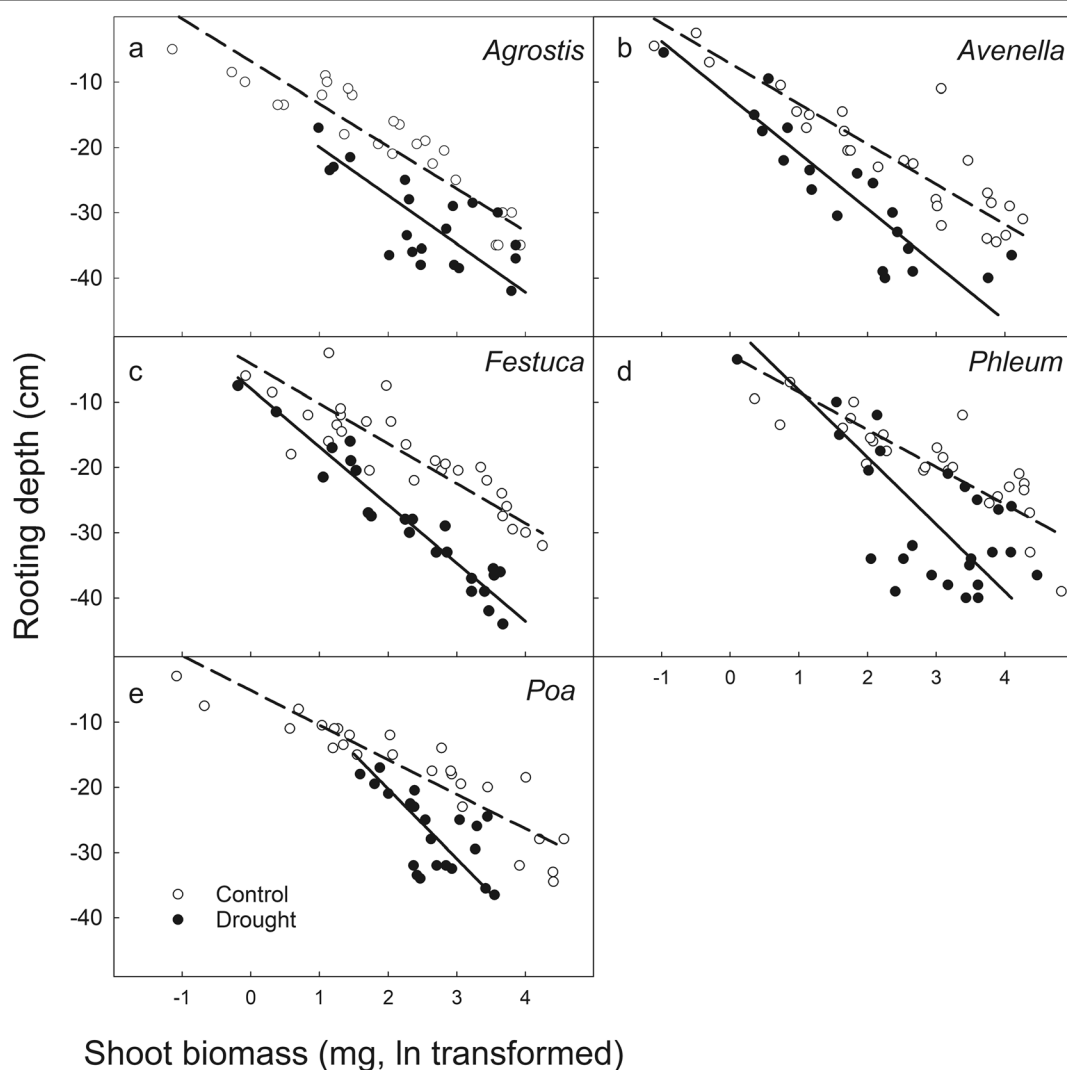 a
Agrostis
b
Avenella
-10
-20
-30
-40
c
Festuca
d
Phleum
-10
-20
-30
-40
-1 0 1 2 3 4
e
Poa
-10
-20
-30
-40
Control
Drought
-1 0 1 2 3 4
Rooting depth (cm)
Shoot biomass (mg, ln transformed)